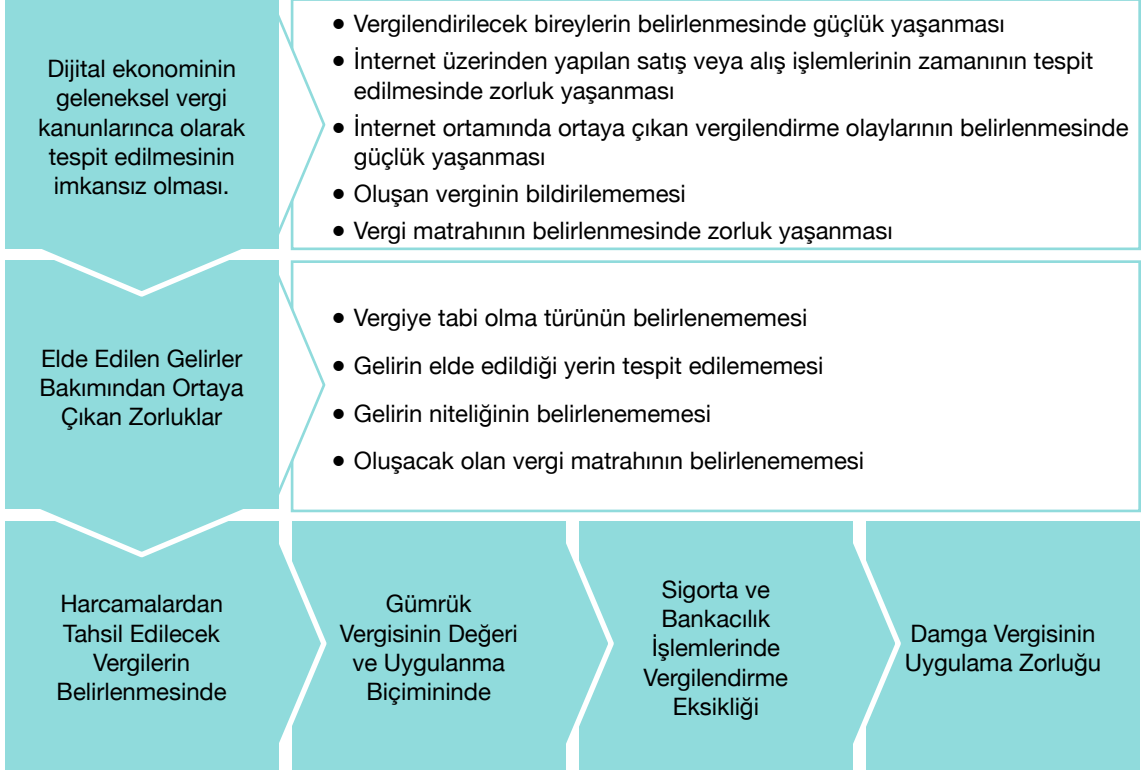 Dijital ekonominin
geleneksel vergi
kanunlarınca olarak
tespit edilmesinin
imkansız olması.
• Vergilendirilecek bireylerin belirlenmesinde güçlük yaşanması
• İnternet üzerinden yapılan satış veya alış işlemlerinin zamanının tespit
edilmesinde zorluk yaşanması
• İnternet ortamında ortaya çıkan vergilendirme olaylarının belirlenmesinde
güçlük yaşanması
• Oluşan verginin bildirilememesi
• Vergi matrahının belirlenmesinde zorluk yaşanması
Elde Edilen Gelirler
Bakımından Ortaya
Çıkan Zorluklar
• Vergiye tabi olma türünün belirlenememesi
• Gelirin elde edildiği yerin tespit edilememesi
• Gelirin niteliğinin belirlenememesi
• Oluşacak olan vergi matrahının belirlenememesi
Harcamalardan
Tahsil Edilecek
Vergilerin
Belirlenmesinde
Gümrük
Vergisinin Değeri
ve Uygulanma
Biçimininde
Sigorta ve
Bankacılık
İşlemlerinde
Vergilendirme
Eksikliği
Damga Vergisinin
Uygulama Zorluğu